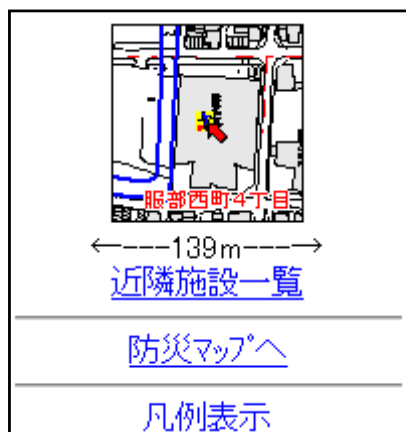 服部西町4丁目
←---139m---→
近隣施設一覧
防災ﾏｯﾌﾟへ
凡例表示